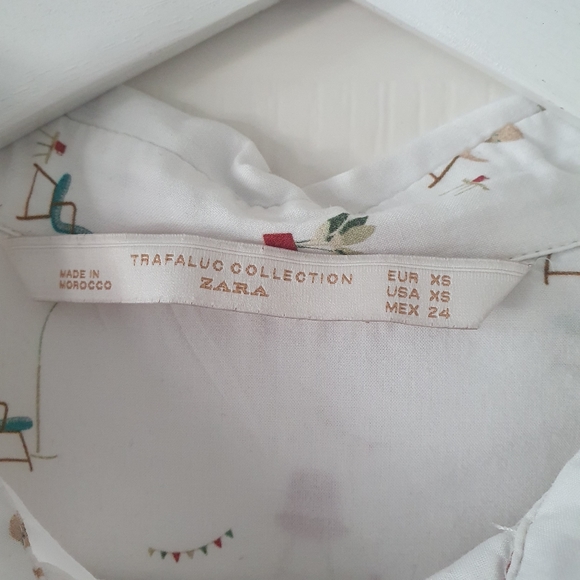 MADE IN
MOROCCO
TRAFALUC COLLECTION
ZARA
EUR XS
USA XS
MEX 24